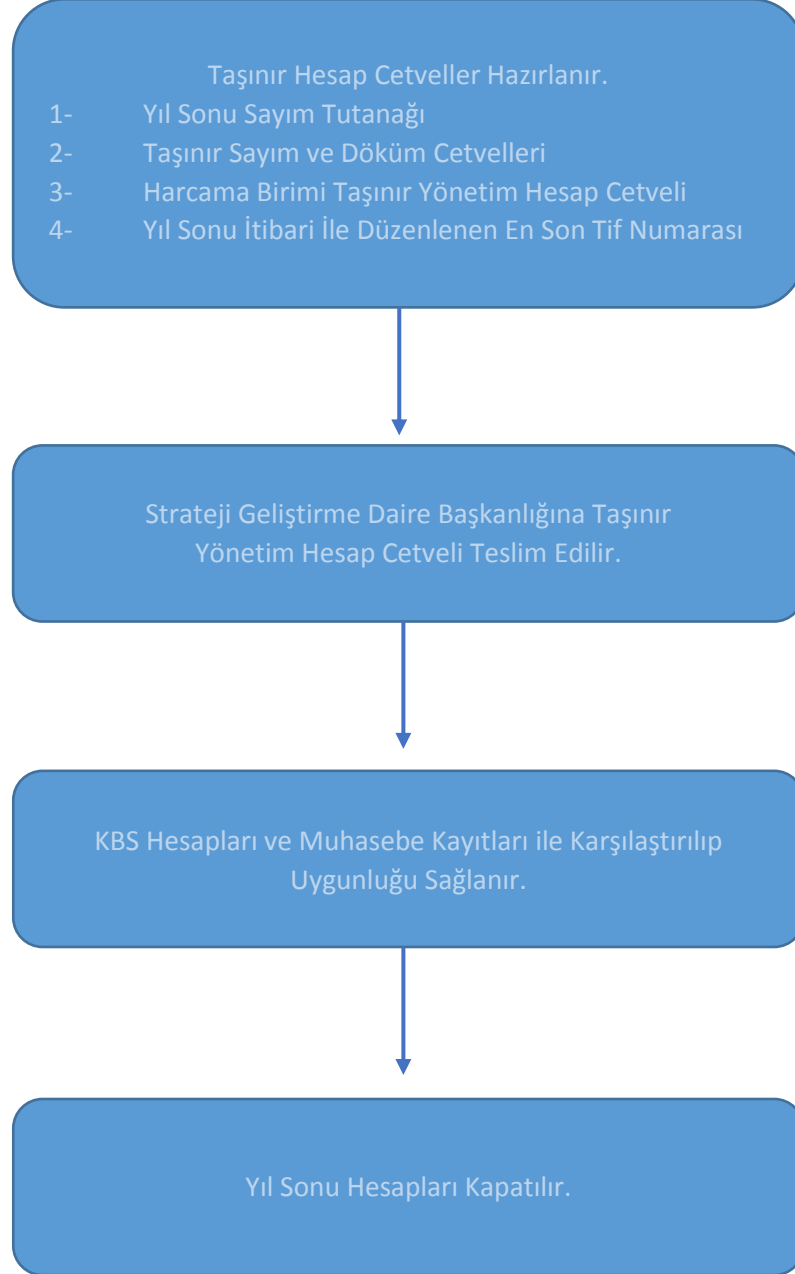 Taşınır Hesap Cetveller Hazırlanır.
1- Yıl Sonu Sayım Tutanağı
2- Taşınır Sayım ve Döküm Cetvelleri
3- Harcama Birimi Taşınır Yönetim Hesap Cetveli
4- Yıl Sonu İtibari İle Düzenlenen En Son Tif Numarası
Strateji Geliştirme Daire Başkanlığına Taşınır
Yönetim Hesap Cetveli Teslim Edilir.
KBS Hesapları ve Muhasebe Kayıtları ile Karşılaştırılıp
Uygunluğu Sağlanır.
Yıl Sonu Hesapları Kapatılır.